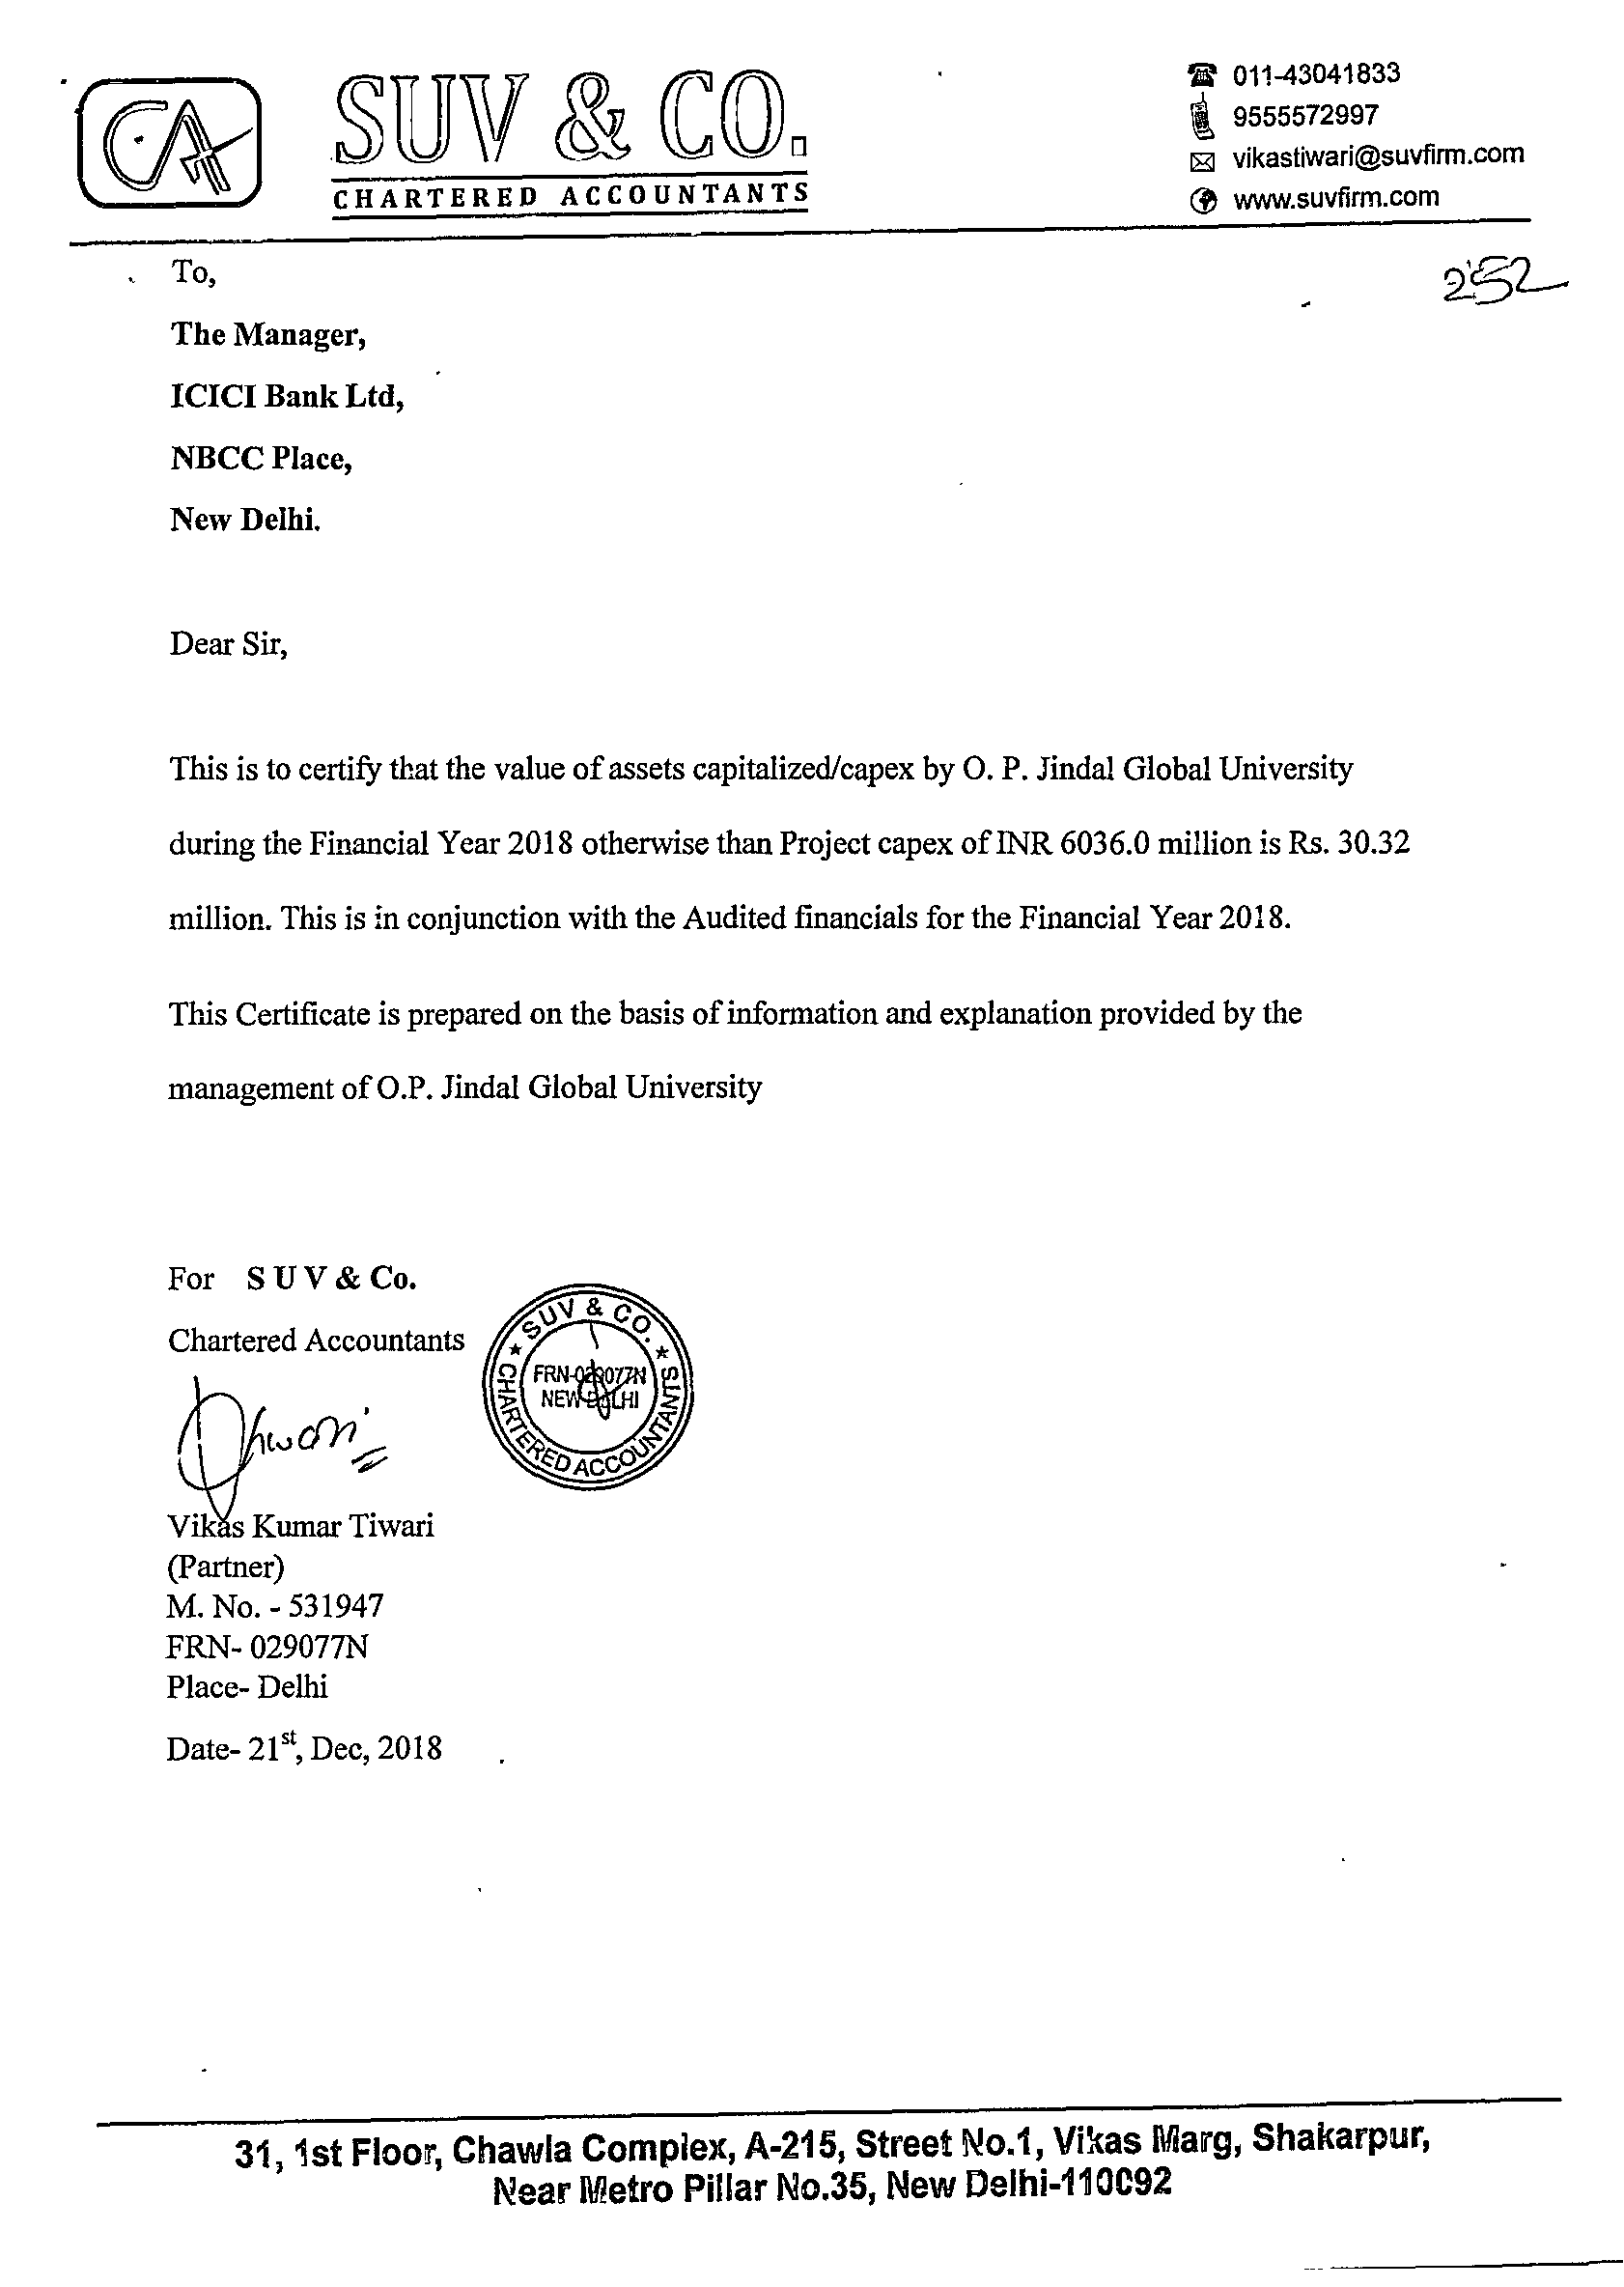 CA
SUV & CO.
CHARTERED ACCOUNTANTS
011-43041833
9555572997
vikastiwari@suvfirm.com
www.suvfirm.com
252
To,
The Manager,
ICICI Bank Ltd,
NBCC Place,
New Delhi.
Dear Sir,
This is to certify that the value of assets capitalized/capex by O. P. Jindal Global University
during the Financial Year 2018 otherwise than Project capex of INR 6036.0 million is Rs. 30.32
million. This is in conjunction with the Audited financials for the Financial Year 2018.
This Certificate is prepared on the basis of information and explanation provided by the
management of O.P. Jindal Global University
For S U V & Co.
Chartered Accountants
SUV & CO.
FRN-029077N
NEW DELHI
CHARTERED ACCOUNTANTS
Vikas Kumar Tiwari
(Partner)
M. No. - 531947
FRN- 029077N
Place- Delhi
Date- 21st, Dec, 2018
31, 1st Floor, Chawla Complex, A-215, Street No.1, Vikas Marg, Shakarpur,
Near Metro Pillar No.35, New Delhi-110092